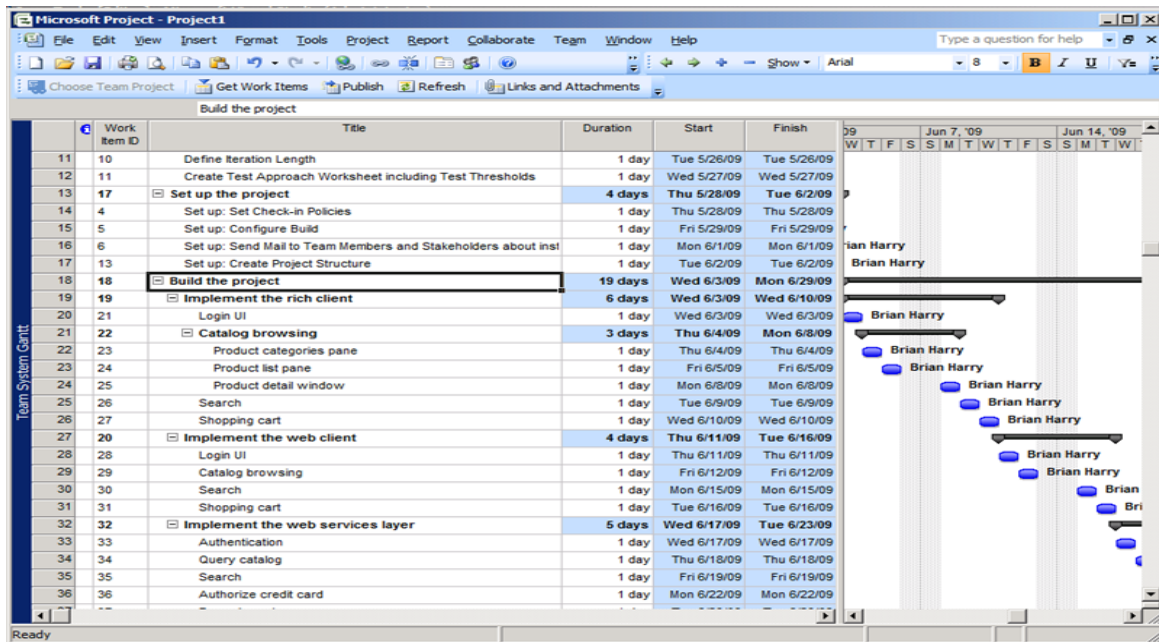 Microsoft Project - Project1
File Edit View Insert Format Tools Project Report Collaborate Team Window Help Type a question for help
Show Arial 8 B I U
Choose Team Project Get Work Items Publish Refresh Links and Attachments
Build the project
Work Item ID Title Duration Start Finish 09 Jun 7, '09 Jun 14, '09
W T F S S M T W T F S S M T W
11 10 Define Iteration Length 1 day Tue 5/26/09 Tue 5/26/09
12 11 Create Test Approach Worksheet including Test Thresholds 1 day Wed 5/27/09 Wed 5/27/09
13 17 Set up the project 4 days Thu 5/28/09 Tue 6/2/09
14 4 Set up: Set Check-in Policies 1 day Thu 5/28/09 Thu 5/28/09
15 5 Set up: Configure Build 1 day Fri 5/29/09 Fri 5/29/09
16 6 Set up: Send Mail to Team Members and Stakeholders about inst 1 day Mon 6/1/09 Mon 6/1/09 ian Harry
17 13 Set up: Create Project Structure 1 day Tue 6/2/09 Tue 6/2/09 Brian Harry
18 18 Build the project 19 days Wed 6/3/09 Mon 6/29/09
19 19 Implement the rich client 6 days Wed 6/3/09 Wed 6/10/09
20 21 Login UI 1 day Wed 6/3/09 Wed 6/3/09 Brian Harry
21 22 Catalog browsing 3 days Thu 6/4/09 Mon 6/8/09
22 23 Product categories pane 1 day Thu 6/4/09 Thu 6/4/09 Brian Harry
23 24 Product list pane 1 day Fri 6/5/09 Fri 6/5/09 Brian Harry
24 25 Product detail window 1 day Mon 6/8/09 Mon 6/8/09 Brian Harry
25 26 Search 1 day Tue 6/9/09 Tue 6/9/09 Brian Harry
26 27 Shopping cart 1 day Wed 6/10/09 Wed 6/10/09 Brian Harry
27 20 Implement the web client 4 days Thu 6/11/09 Tue 6/16/09
28 28 Login UI 1 day Thu 6/11/09 Thu 6/11/09 Brian Harry
29 29 Catalog browsing 1 day Fri 6/12/09 Fri 6/12/09 Brian Harry
30 30 Search 1 day Mon 6/15/09 Mon 6/15/09 Brian
31 31 Shopping cart 1 day Tue 6/16/09 Tue 6/16/09 Bri
32 32 Implement the web services layer 5 days Wed 6/17/09 Tue 6/23/09
33 33 Authentication 1 day Wed 6/17/09 Wed 6/17/09
34 34 Query catalog 1 day Thu 6/18/09 Thu 6/18/09
35 35 Search 1 day Fri 6/19/09 Fri 6/19/09
36 36 Authorize credit card 1 day Mon 6/22/09 Mon 6/22/09
Team System Gantt
Ready